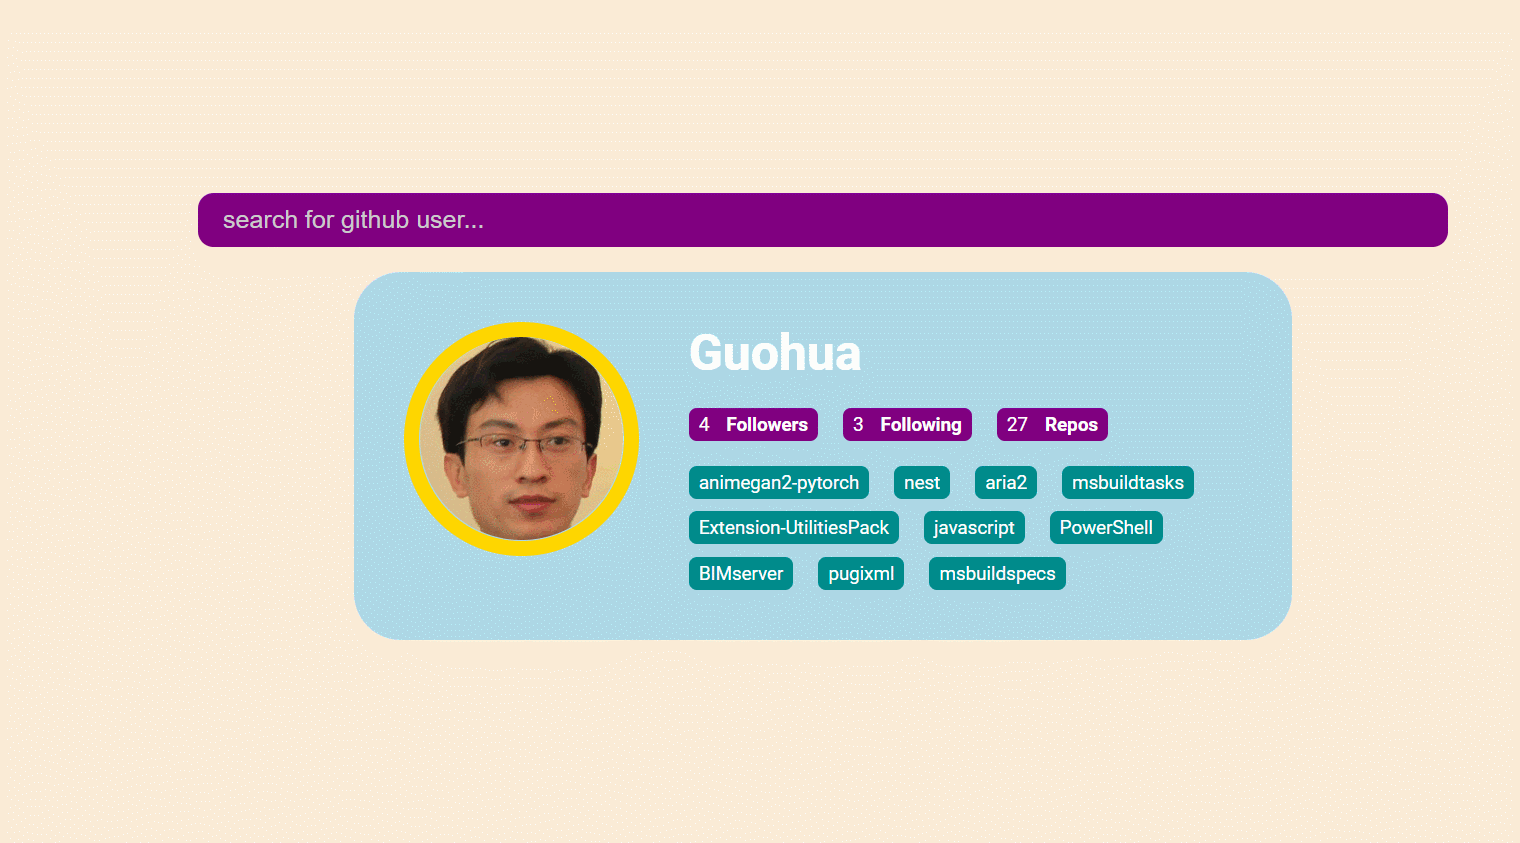 search for github user...
Guohua
4 Followers 3 Following 27 Repos
animegan2-pytorch nest aria2 msbuildtasks
Extension-UtilitiesPack javascript PowerShell
BIMserver pugixml msbuildspecs